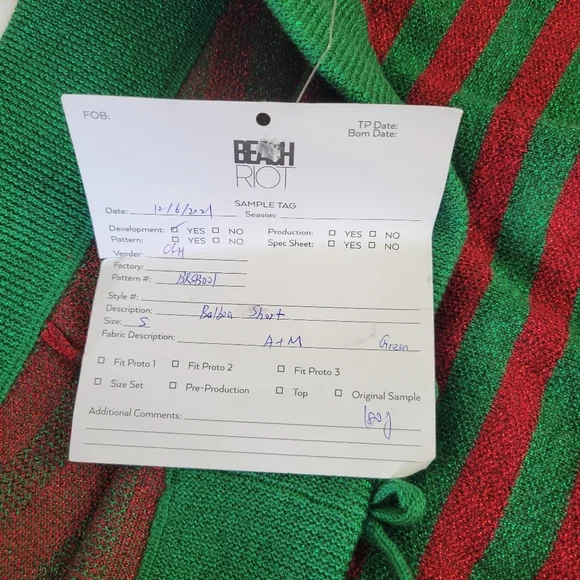 FOB:
TP Date:
Bom Date:
BEACH
RIOT
SAMPLE TAG
Date: 12/6/2021 Season:
Development: ☑ YES ☐ NO Production: ☐ YES ☐ NO
Pattern: ☐ YES ☐ NO Spec Sheet: ☐ YES ☐ NO
Vender:
Factory:
Pattern #: BRSB001
Style #:
Description: Balboa Short
Size: S
Fabric Description: A+M Green
☐ Fit Proto 1 ☐ Fit Proto 2 ☐ Fit Proto 3
☐ Size Set ☐ Pre-Production ☐ Top ☐ Original Sample
Additional Comments: 180g